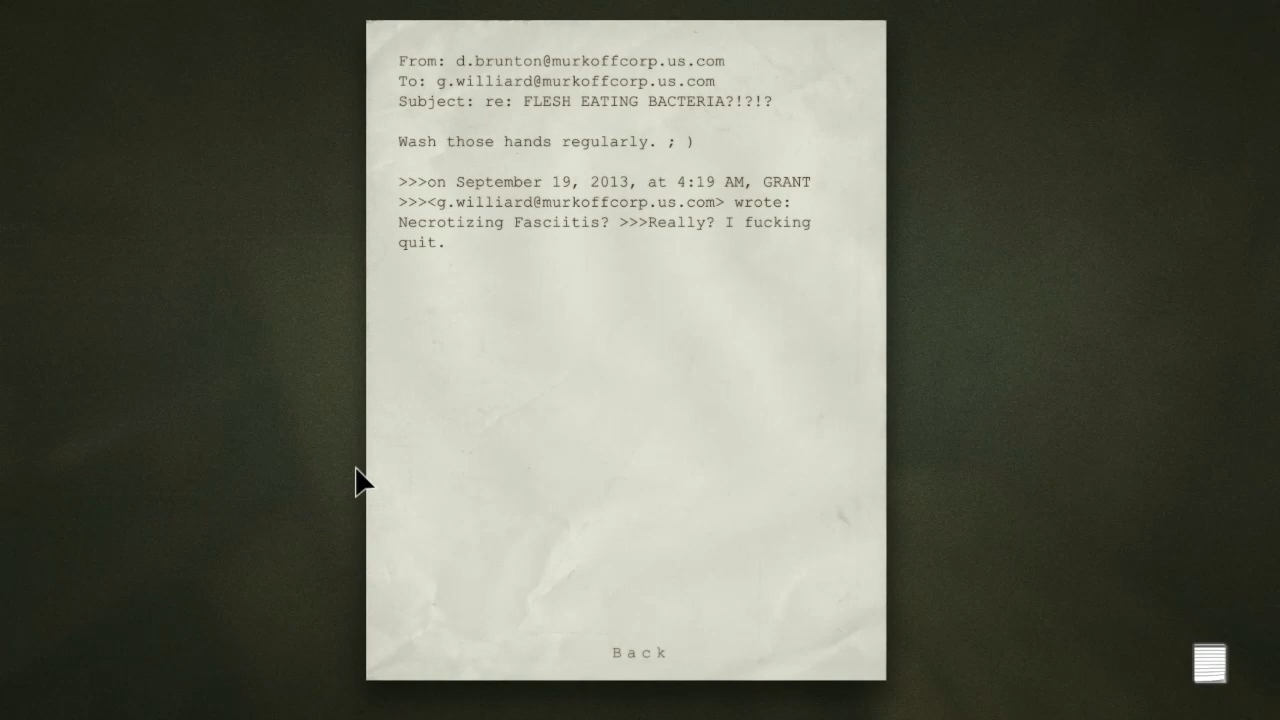 From: d.brunton@murkoffcorp.us.com
To: g.williard@murkoffcorp.us.com
Subject: re: FLESH EATING BACTERIA?!?!?
Wash those hands regularly. ; )
>>>on September 19, 2013, at 4:19 AM, GRANT
>>><g.williard@murkoffcorp.us.com> wrote:
Necrotizing Fasciitis? >>>Really? I fucking
quit.
Back